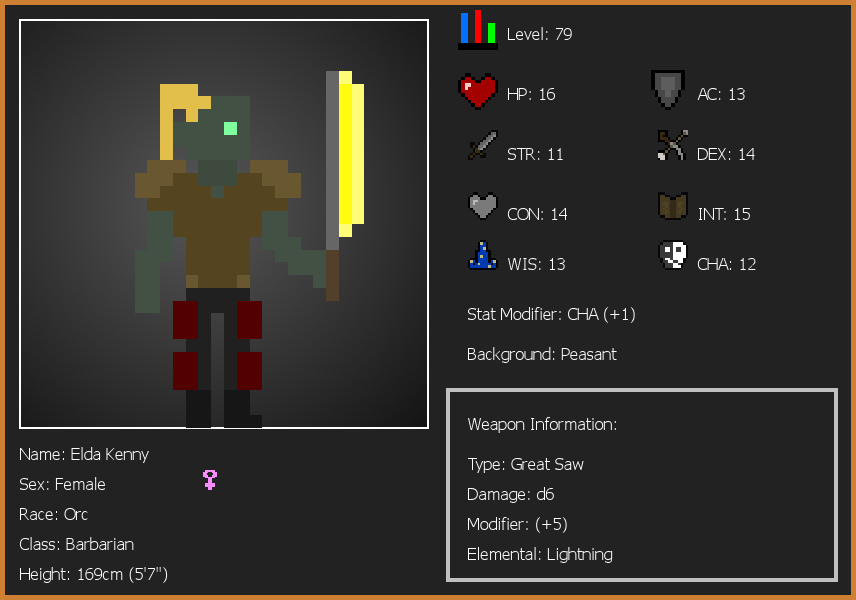 Level: 79
HP: 16
AC: 13
STR: 11
DEX: 14
CON: 14
INT: 15
WIS: 13
CHA: 12
Stat Modifier: CHA (+1)
Background: Peasant
Weapon Information:
Type: Great Saw
Damage: d6
Modifier: (+5)
Elemental: Lightning
Name: Elda Kenny
Sex: Female
Race: Orc
Class: Barbarian
Height: 169cm (5'7")